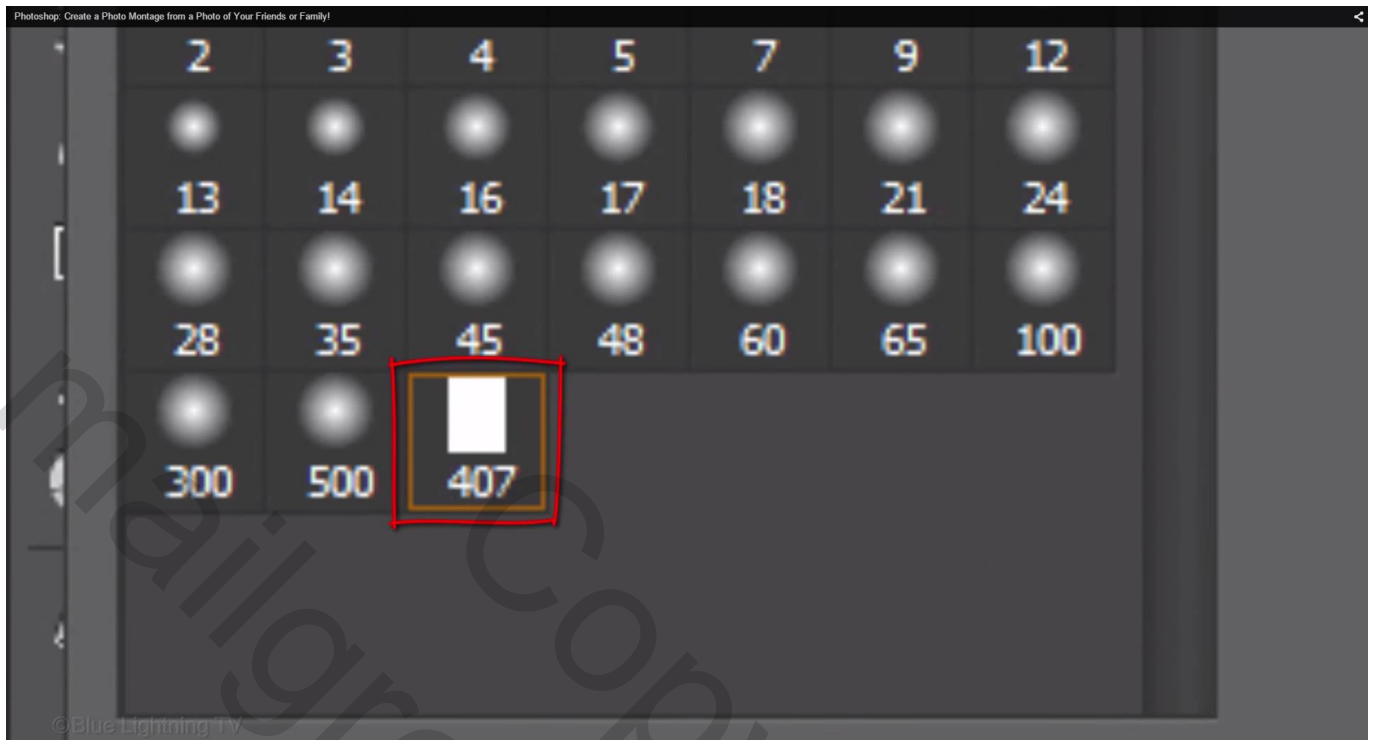 Photoshop: Create a Photo Montage from a Photo of Your Friends or Family!
2 3 4 5 7 9 12
13 14 16 17 18 21 24
28 35 45 48 60 65 100
300 500 407
©Blue Lightning TV